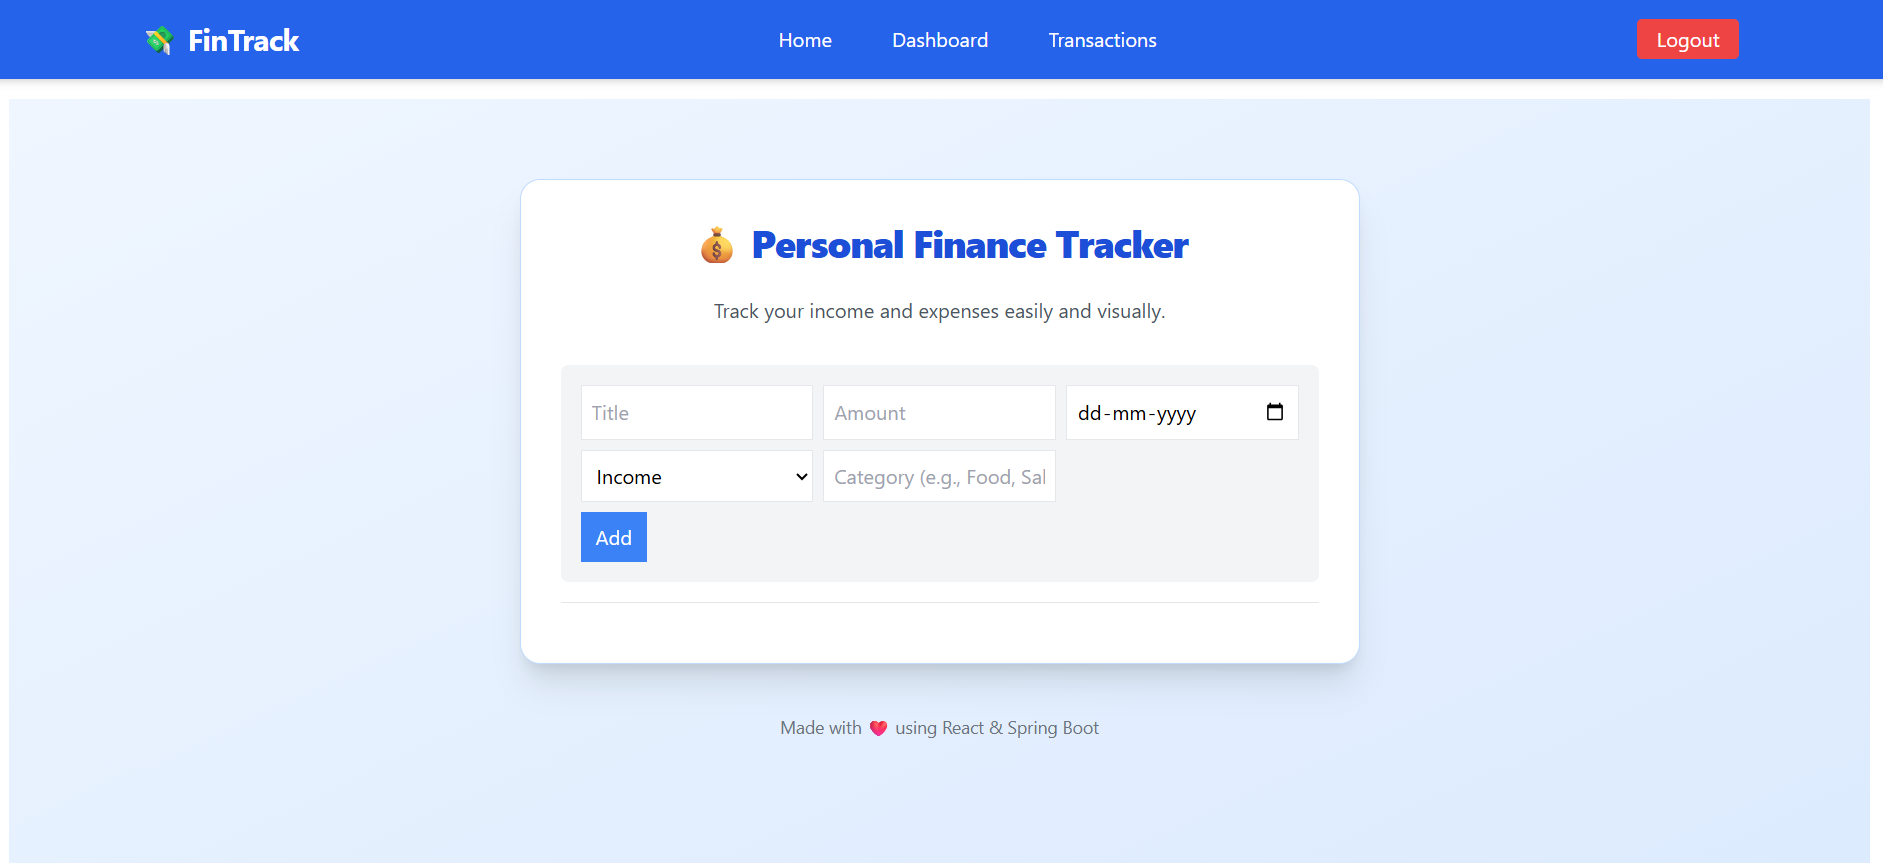 💸 FinTrack
Home
Dashboard
Transactions
Logout
💰 Personal Finance Tracker
Track your income and expenses easily and visually.
Title
Amount
dd-mm-yyyy
Income
Category (e.g., Food, Sal
Add
Made with ❤️ using React & Spring Boot